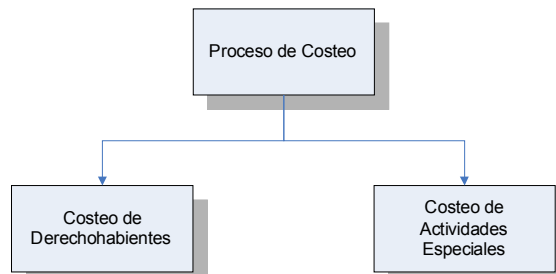 Proceso de Costeo
Costeo de
Derechohabientes
Costeo de
Actividades
Especiales